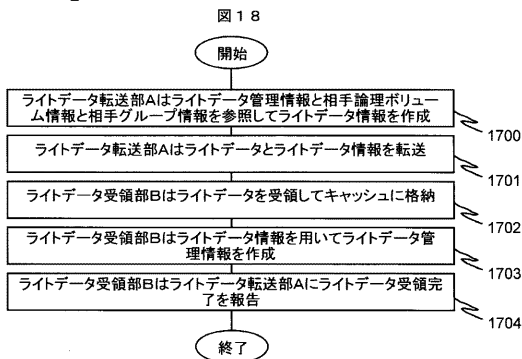 図18
開始
ライトデータ転送部Aはライトデータ管理情報と相手論理ボリュー
ム情報と相手グループ情報を参照してライトデータ情報を作成
1700
ライトデータ転送部Aはライトデータとライトデータ情報を転送
1701
ライトデータ受領部Bはライトデータを受領してキャッシュに格納
1702
ライトデータ受領部Bはライトデータ情報を用いてライトデータ管
理情報を作成
1703
ライトデータ受領部Bはライトデータ転送部Aにライトデータ受領完
了を報告
1704
終了